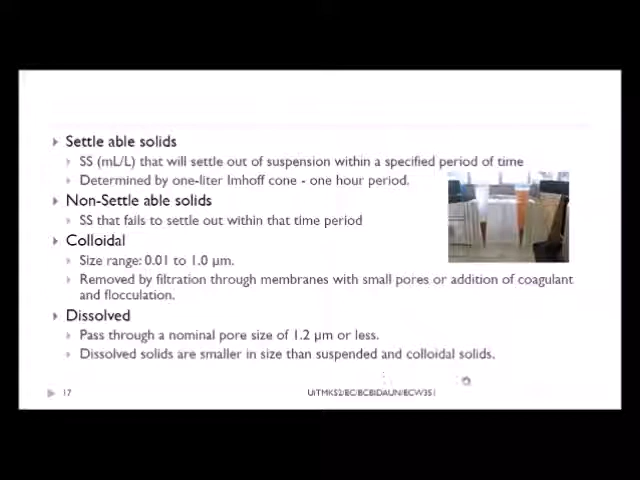 Settle able solids
SS (mL/L) that will settle out of suspension within a specified period of time
Determined by one-liter Imhoff cone - one hour period.
Non-Settle able solids
SS that fails to settle out within that time period
Colloidal
Size range: 0.01 to 1.0 µm.
Removed by filtration through membranes with small pores or addition of coagulant
and flocculation.
Dissolved
Pass through a nominal pore size of 1.2 µm or less.
Dissolved solids are smaller in size than suspended and colloidal solids.
17
UiTMKS2/EC/BCBIDAUN/ECW351